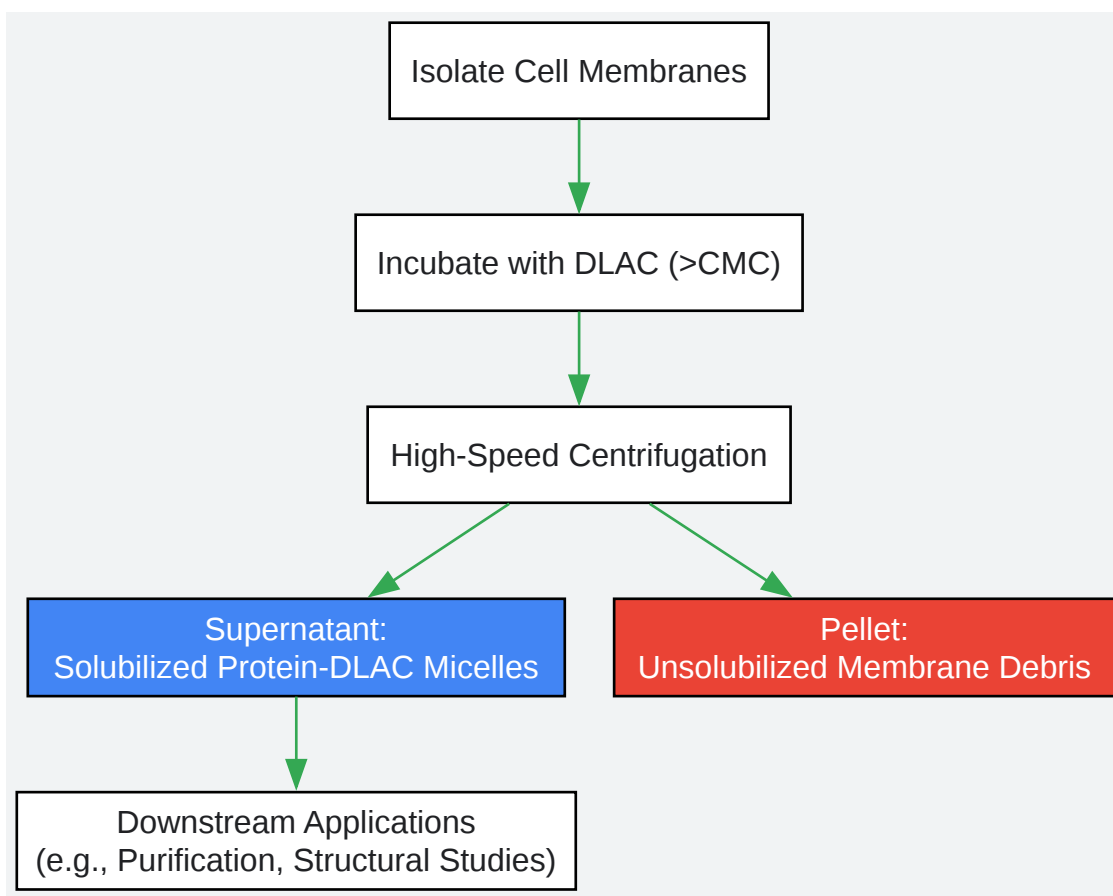 Isolate Cell Membranes
Incubate with DLAC (>CMC)
High-Speed Centrifugation
Supernatant:
Solubilized Protein-DLAC Micelles
Pellet:
Unsolubilized Membrane Debris
Downstream Applications
(e.g., Purification, Structural Studies)